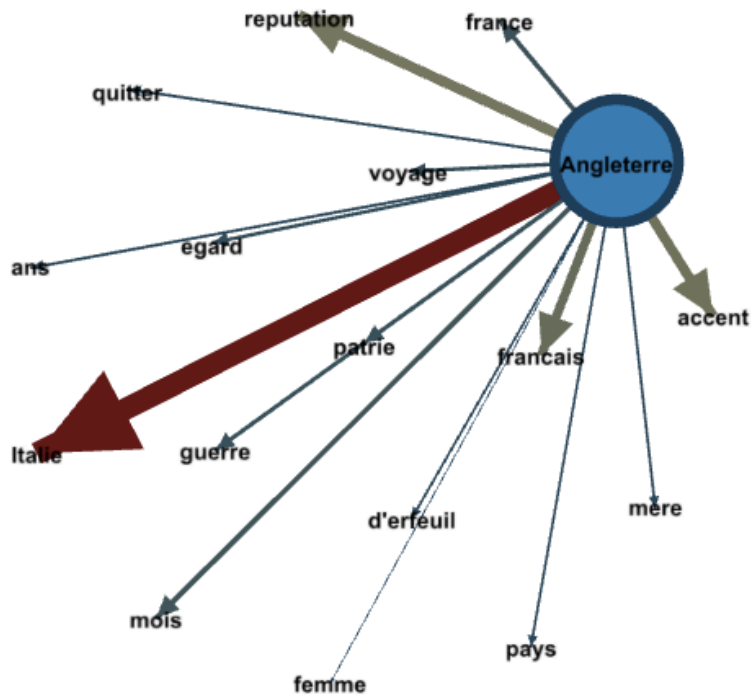 reputation
france
quitter
voyage
Angleterre
egard
ans
accent
patrie
francais
Italie
guerre
d'erfeuil
mere
mois
pays
femme